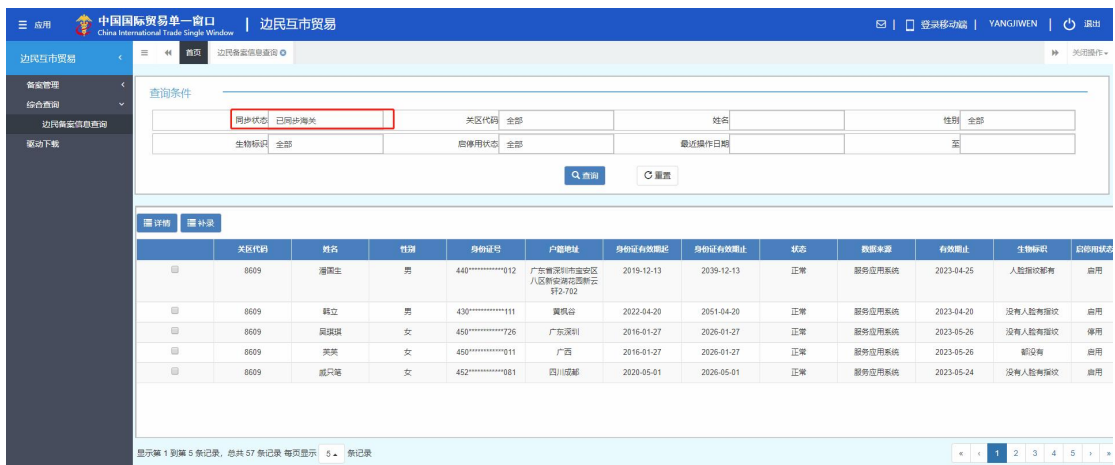 应用
中国国际贸易单一窗口
China International Trade Single Window
边民互市贸易
登录移动端
YANGJIWEN
退出
边民互市贸易
首页
边民备案信息查询
关闭操作
备案管理
综合查询
边民备案信息查询
驱动下载
查询条件
同步状态 已同步海关 关区代码 全部 姓名 性别 全部
生物标识 全部 启停用状态 全部 最近操作日期 至
查询 重置
详情 补录
关区代码 姓名 性别 身份证号 户籍地址 身份证有效期起 身份证有效期止 状态 数据来源 有效期止 生物标识 启停用状态
8609 潘国生 男 440************012 广东省深圳市宝安区 2019-12-13 2039-12-13 正常 服务应用系统 2023-04-25 人脸指纹都有 启用
八区新安湖花园新云
轩2-702
8609 韩立 男 430************111 黄枫谷 2022-04-20 2051-04-20 正常 服务应用系统 2023-04-20 没有人脸有指纹 启用
8609 吴琪琪 女 450************726 广东深圳 2016-01-27 2026-01-27 正常 服务应用系统 2023-05-26 没有人脸有指纹 停用
8609 英英 女 450************011 广西 2016-01-27 2026-01-27 正常 服务应用系统 2023-05-26 都没有 启用
8609 女 452************081 四川成都 2020-05-01 2026-05-01 正常 服务应用系统 2023-05-24 没有人脸有指纹 启用
显示第 1 到第 5 条记录，总共 57 条记录 每页显示 5 条记录
« ‹ 1 2 3 4 5 › »